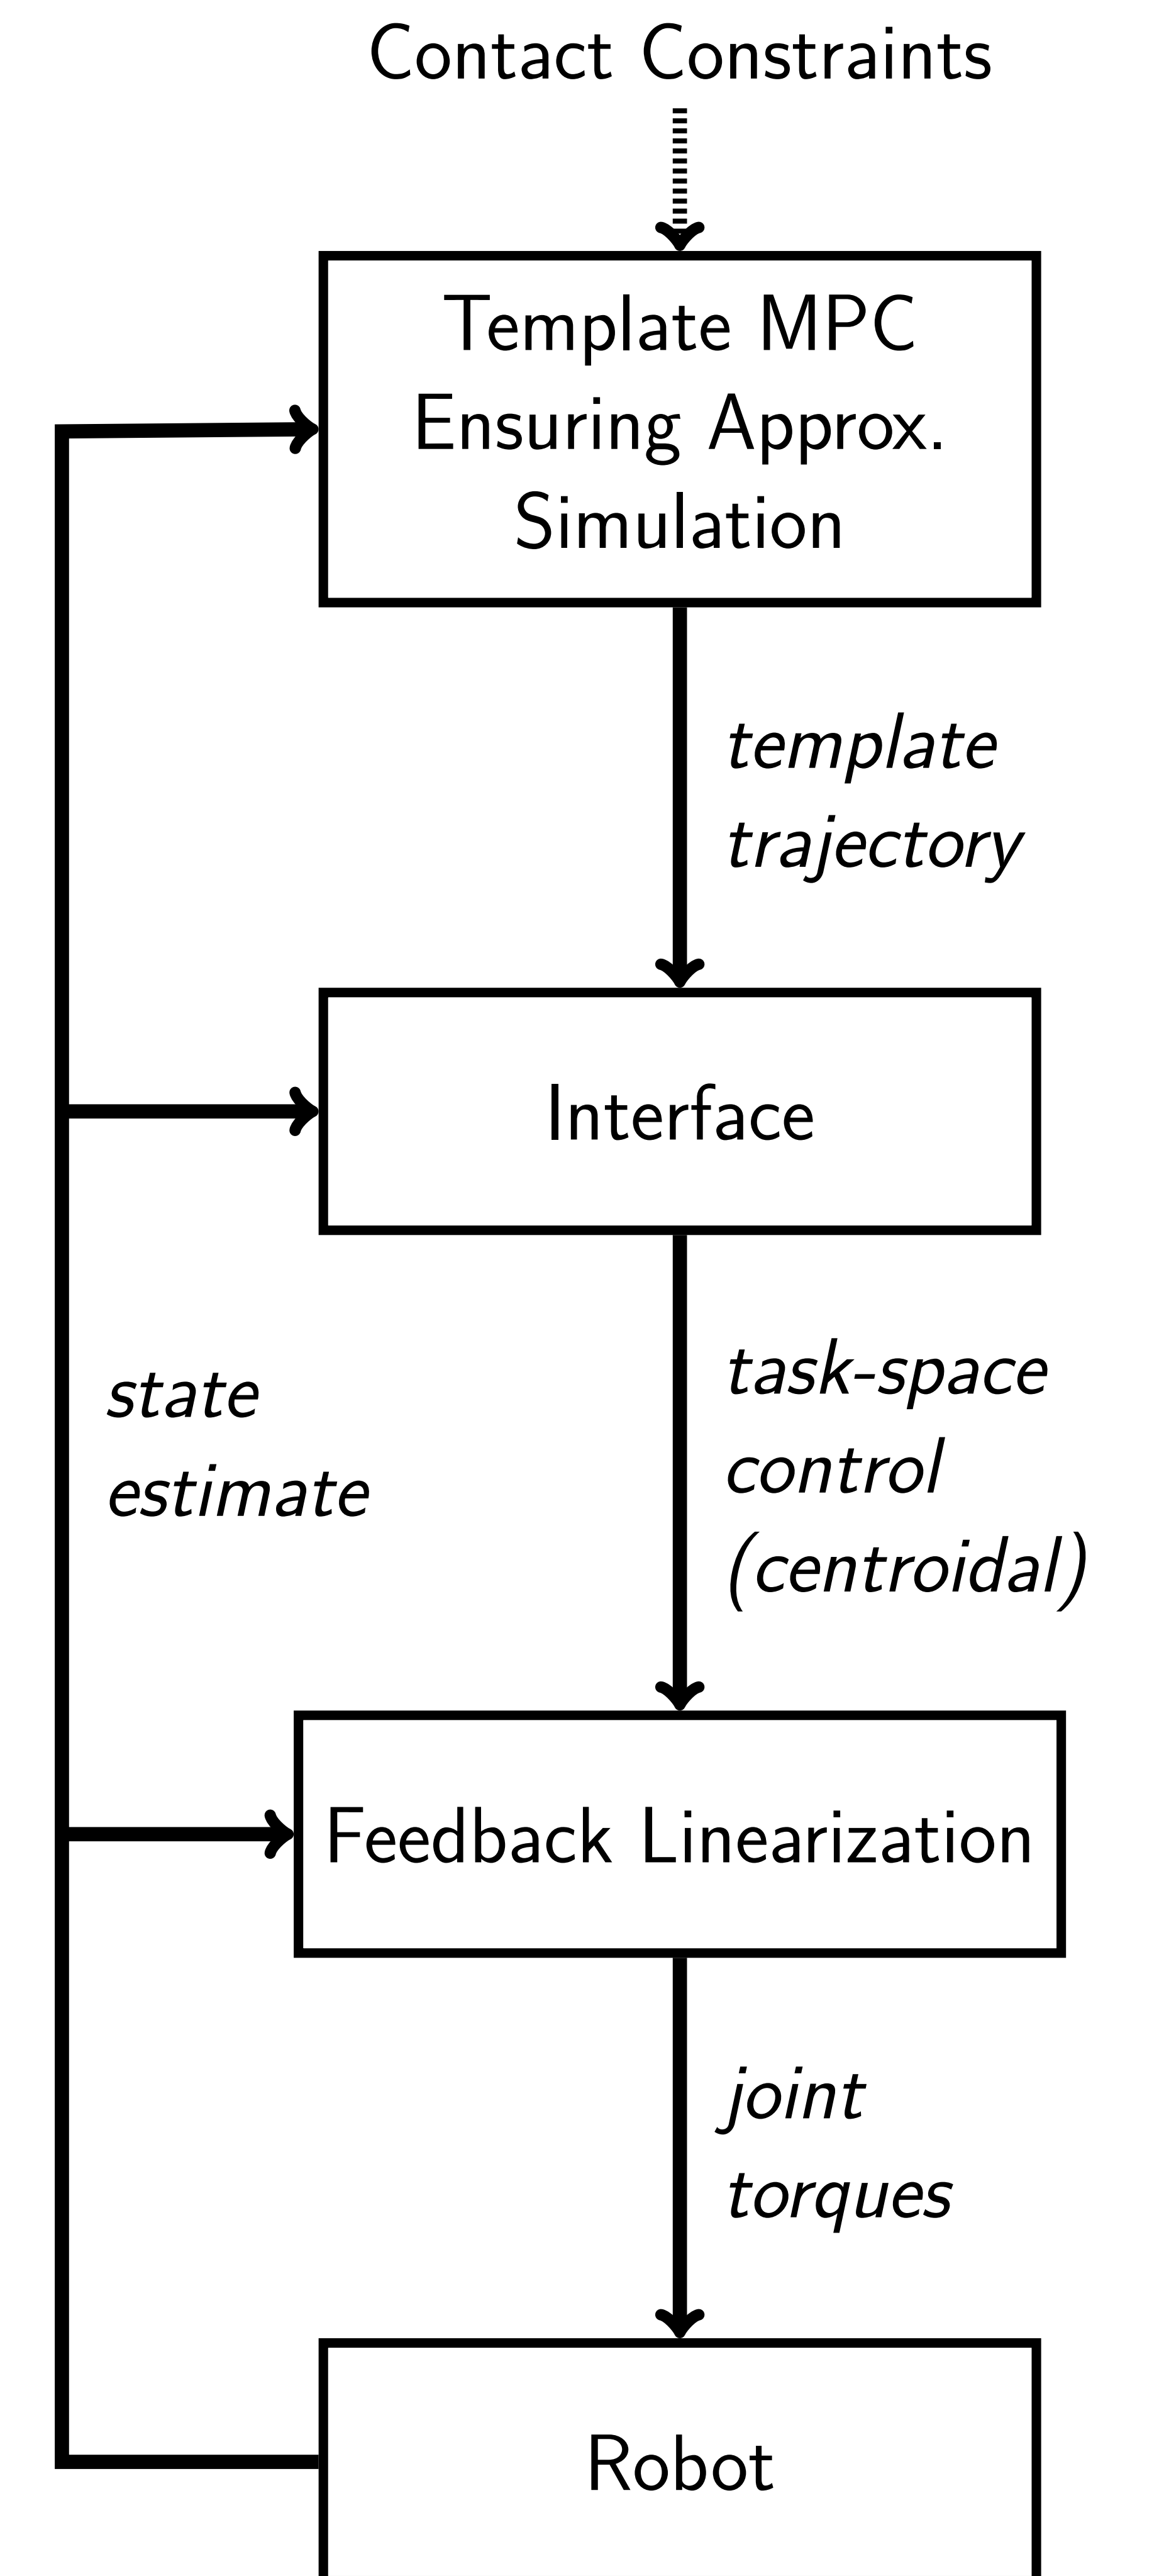 Contact Constraints
Template MPC
Ensuring Approx.
Simulation
template
trajectory
Interface
task-space
control
(centroidal)
state
estimate
Feedback Linearization
joint
torques
Robot